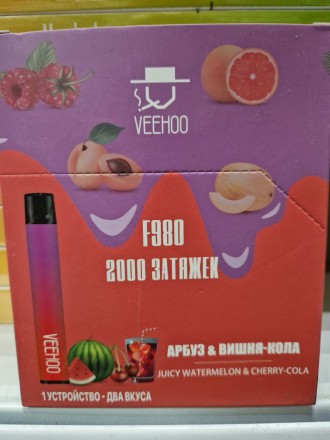 VEEHOO
F980
2000 ЗАТЯЖЕК
VEEHOO
АРБУЗ & ВИШНЯ-КОЛА
JUICY WATERMELON & CHERRY-COLA
1 УСТРОЙСТВО - ДВА ВКУСА